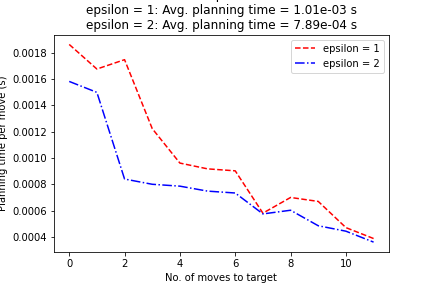 epsilon = 1: Avg. planning time = 1.01e-03 s
epsilon = 2: Avg. planning time = 7.89e-04 s
epsilon = 1
epsilon = 2
Planning time per move (s)
0.0018
0.0016
0.0014
0.0012
0.0010
0.0008
0.0006
0.0004
0
2
4
6
8
10
No. of moves to target